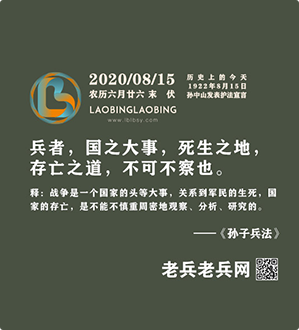 2020/08/15
农历六月廿六 末 伏
LAOBINGLAOBING
www.lblbsy.com
历史上的今天
1922年8月15日
孙中山发表护法宣言
兵者，国之大事，死生之地，
存亡之道，不可不察也。
释：战争是一个国家的头等大事，关系到军民的生死，国
家的存亡，是不能不慎重周密地观察、分析、研究的。
——《孙子兵法》
老兵老兵网